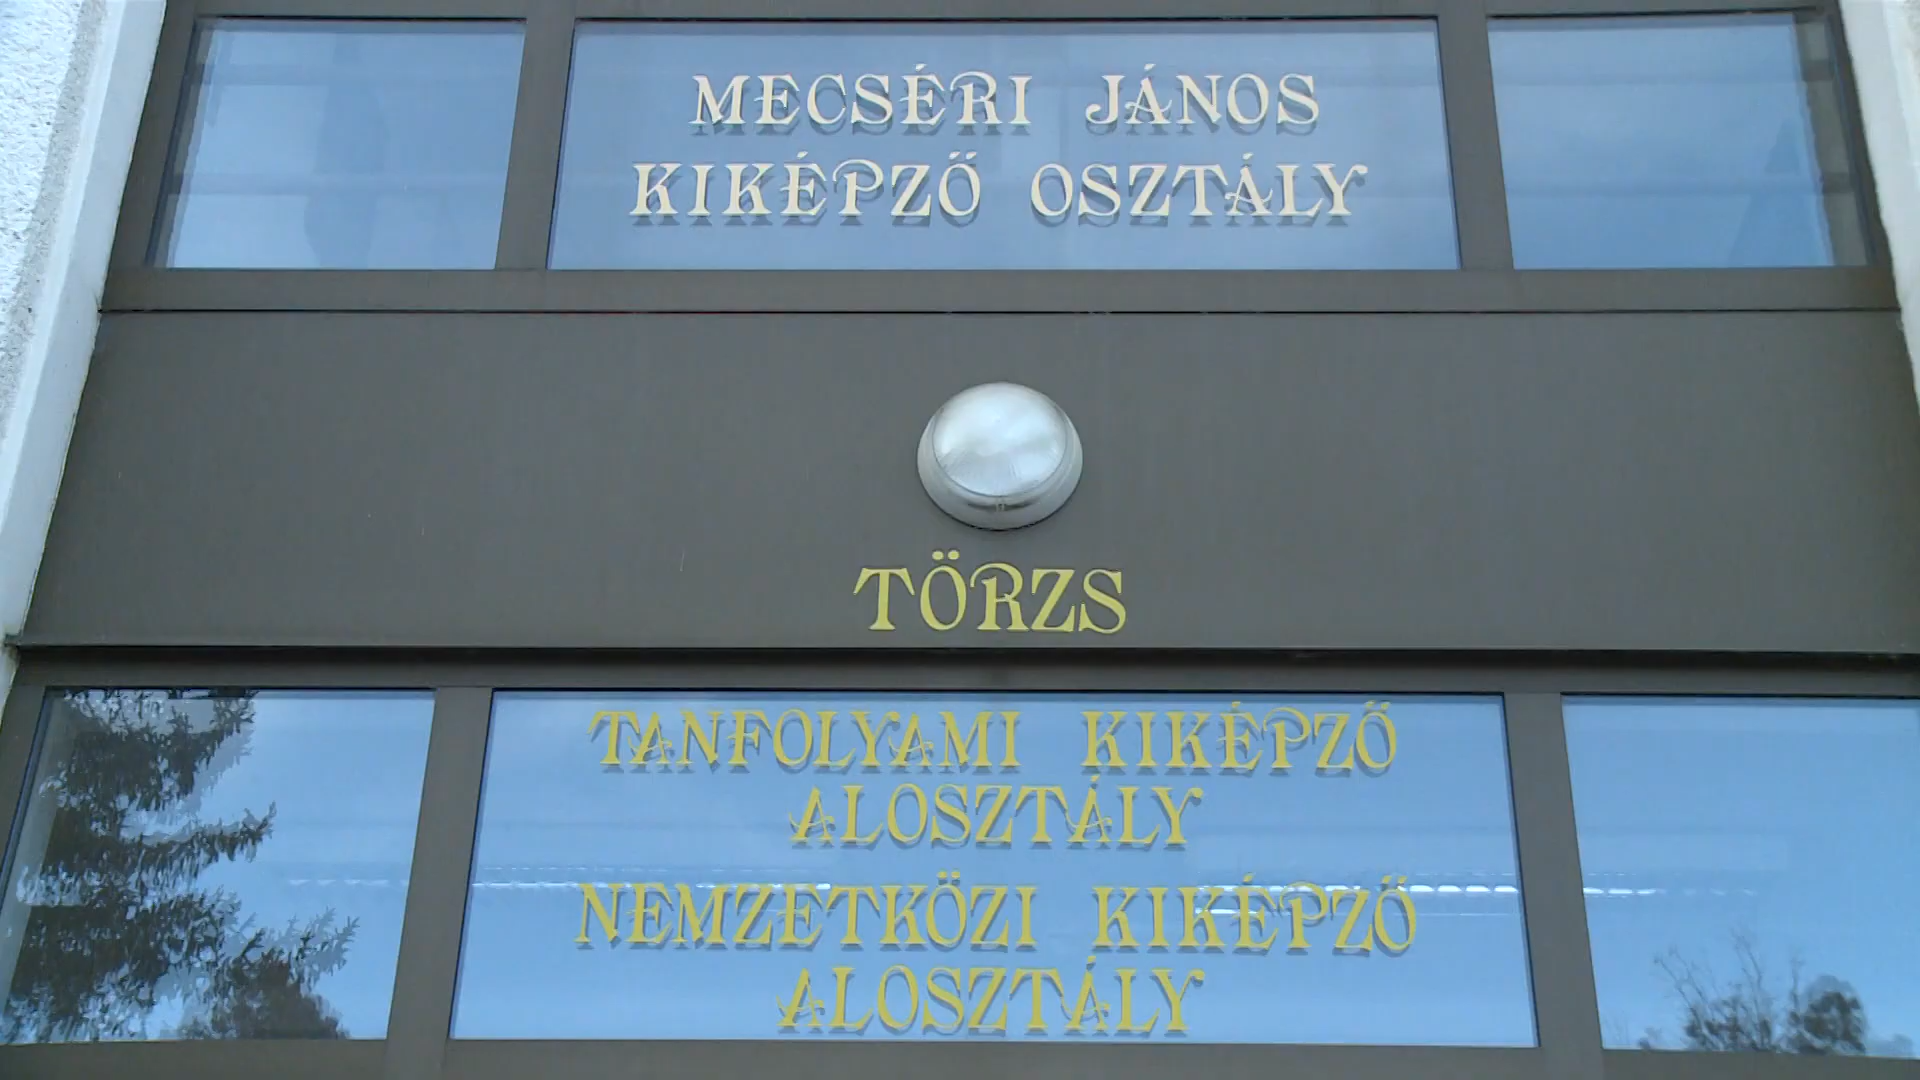 MECSÉRI JÁNOS
KIKÉPZŐ OSZTÁLY
TÖRZS
TANFOLYAMI KIKÉPZŐ
ALOSZTÁLY
NEMZETKÖZI KIKÉPZŐ
ALOSZTÁLY